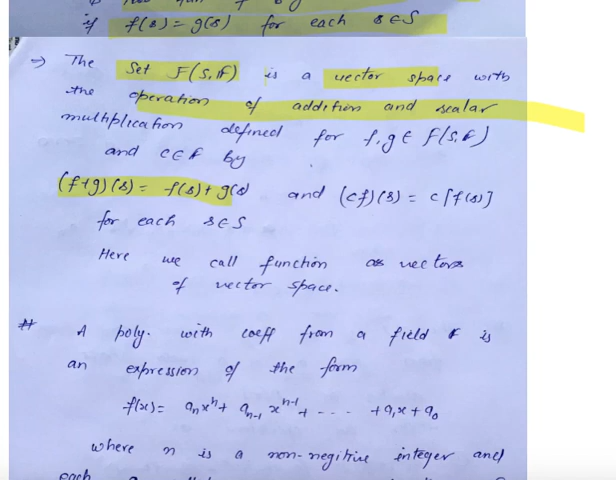 if f(s) = g(s) for each s ∈ S
⇒ The Set F(S, F) is a vector space with
the operation of addition and scalar
multiplication defined for f, g ∈ F(S, F)
and c ∈ F by
(f+g)(s) = f(s) + g(s) and (cf)(s) = c[f(s)]
for each s ∈ S
Here we call function as vectors
of vector space.
# A poly. with coeff from a field F is
an expression of the form
f(x) = aₙxⁿ + aₙ₋₁xⁿ⁻¹ + - - - + a₁x + a₀
where n is a non-negitive integer and
each